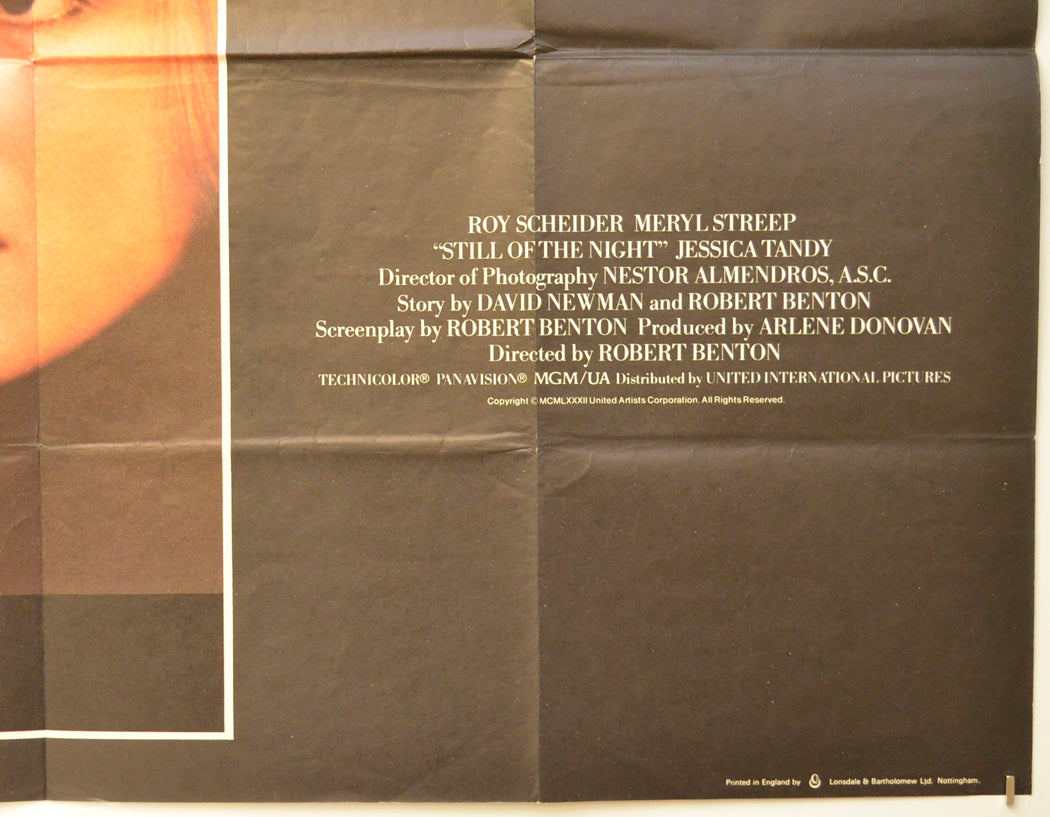 ROY SCHEIDER MERYL STREEP
“STILL OF THE NIGHT” JESSICA TANDY
Director of Photography NESTOR ALMENDROS, A.S.C.
Story by DAVID NEWMAN and ROBERT BENTON
Screenplay by ROBERT BENTON Produced by ARLENE DONOVAN
Directed by ROBERT BENTON
TECHNICOLOR® PANAVISION® MGM/UA Distributed by UNITED INTERNATIONAL PICTURES
Copyright © MCMLXXXII United Artists Corporation. All Rights Reserved.
Printed in England by Lonsdale & Bartholomew Ltd. Nottingham.